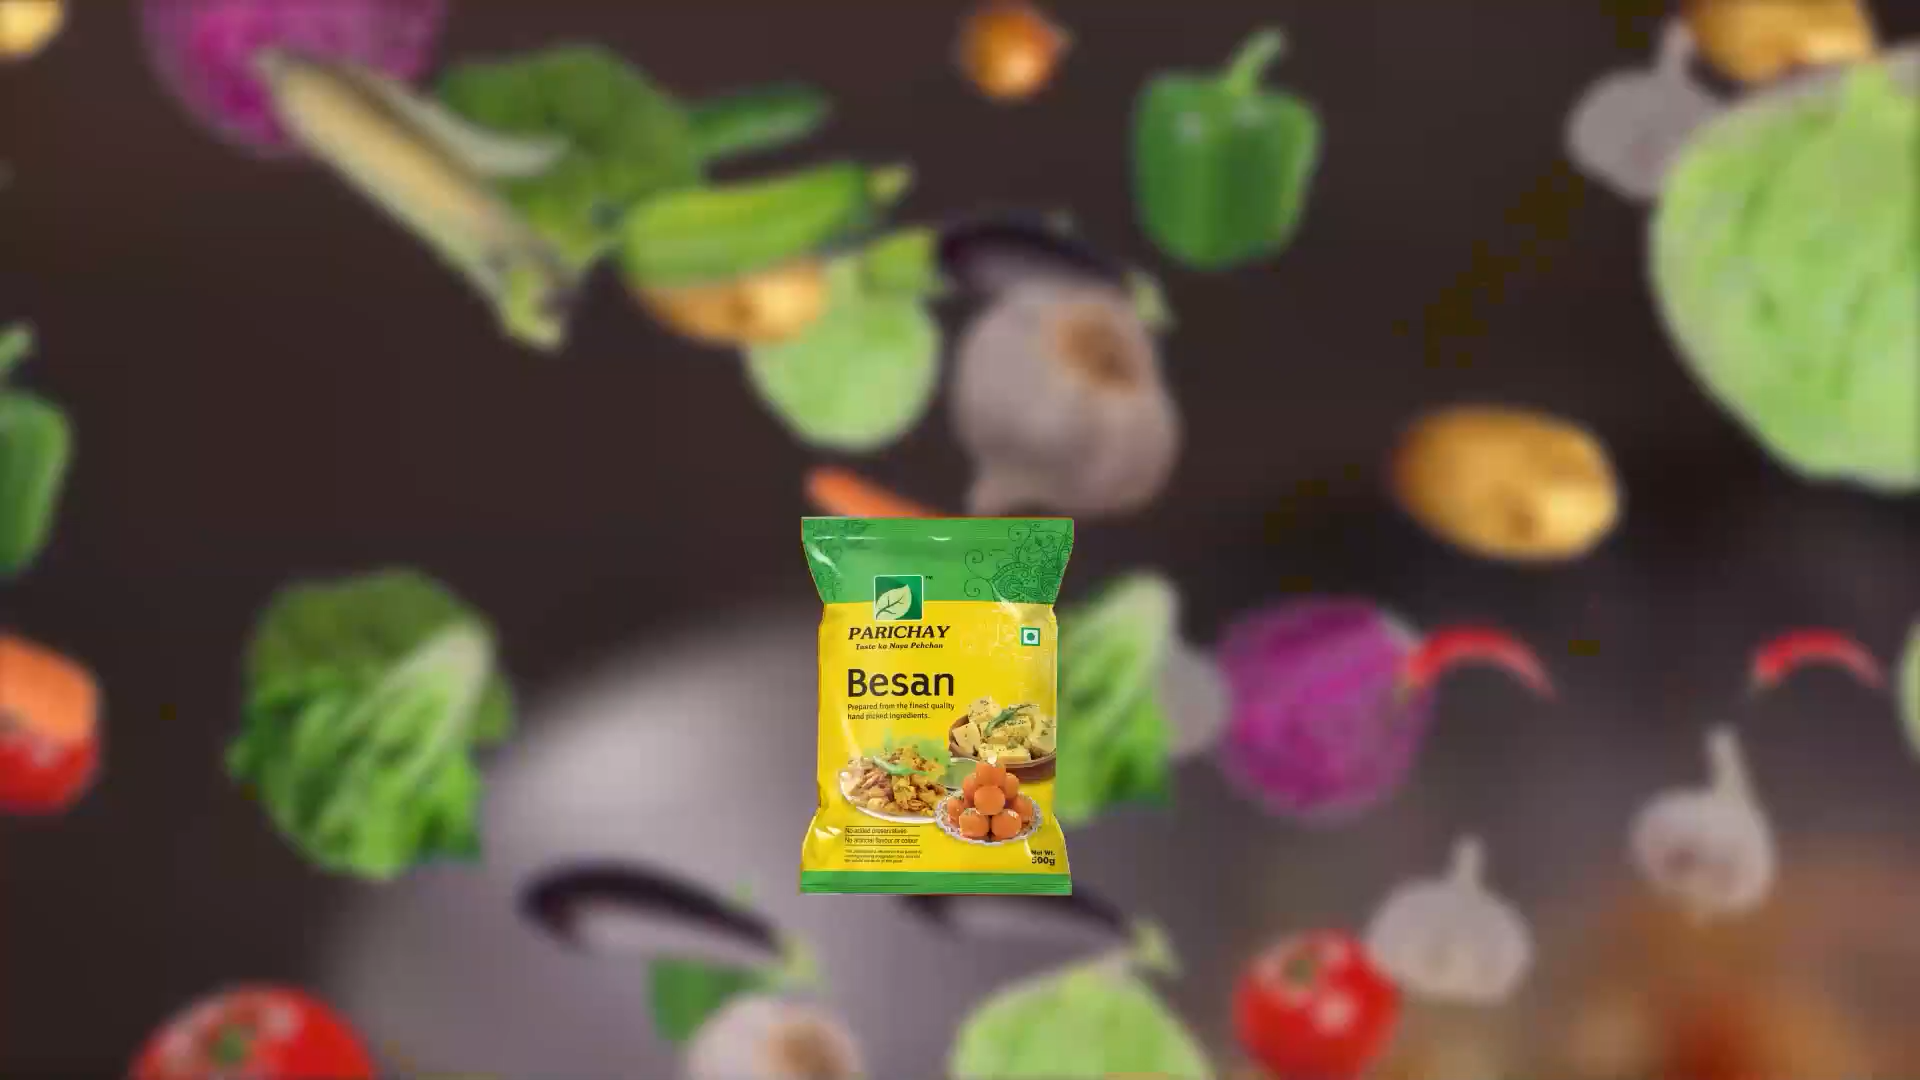 TM
PARICHAY
Taste ka Naya Pehchan
Besan
Prepared from the finest quality
hand picked ingredients.
No added preservatives
No artificial flavour or colour
Net Wt.
500g